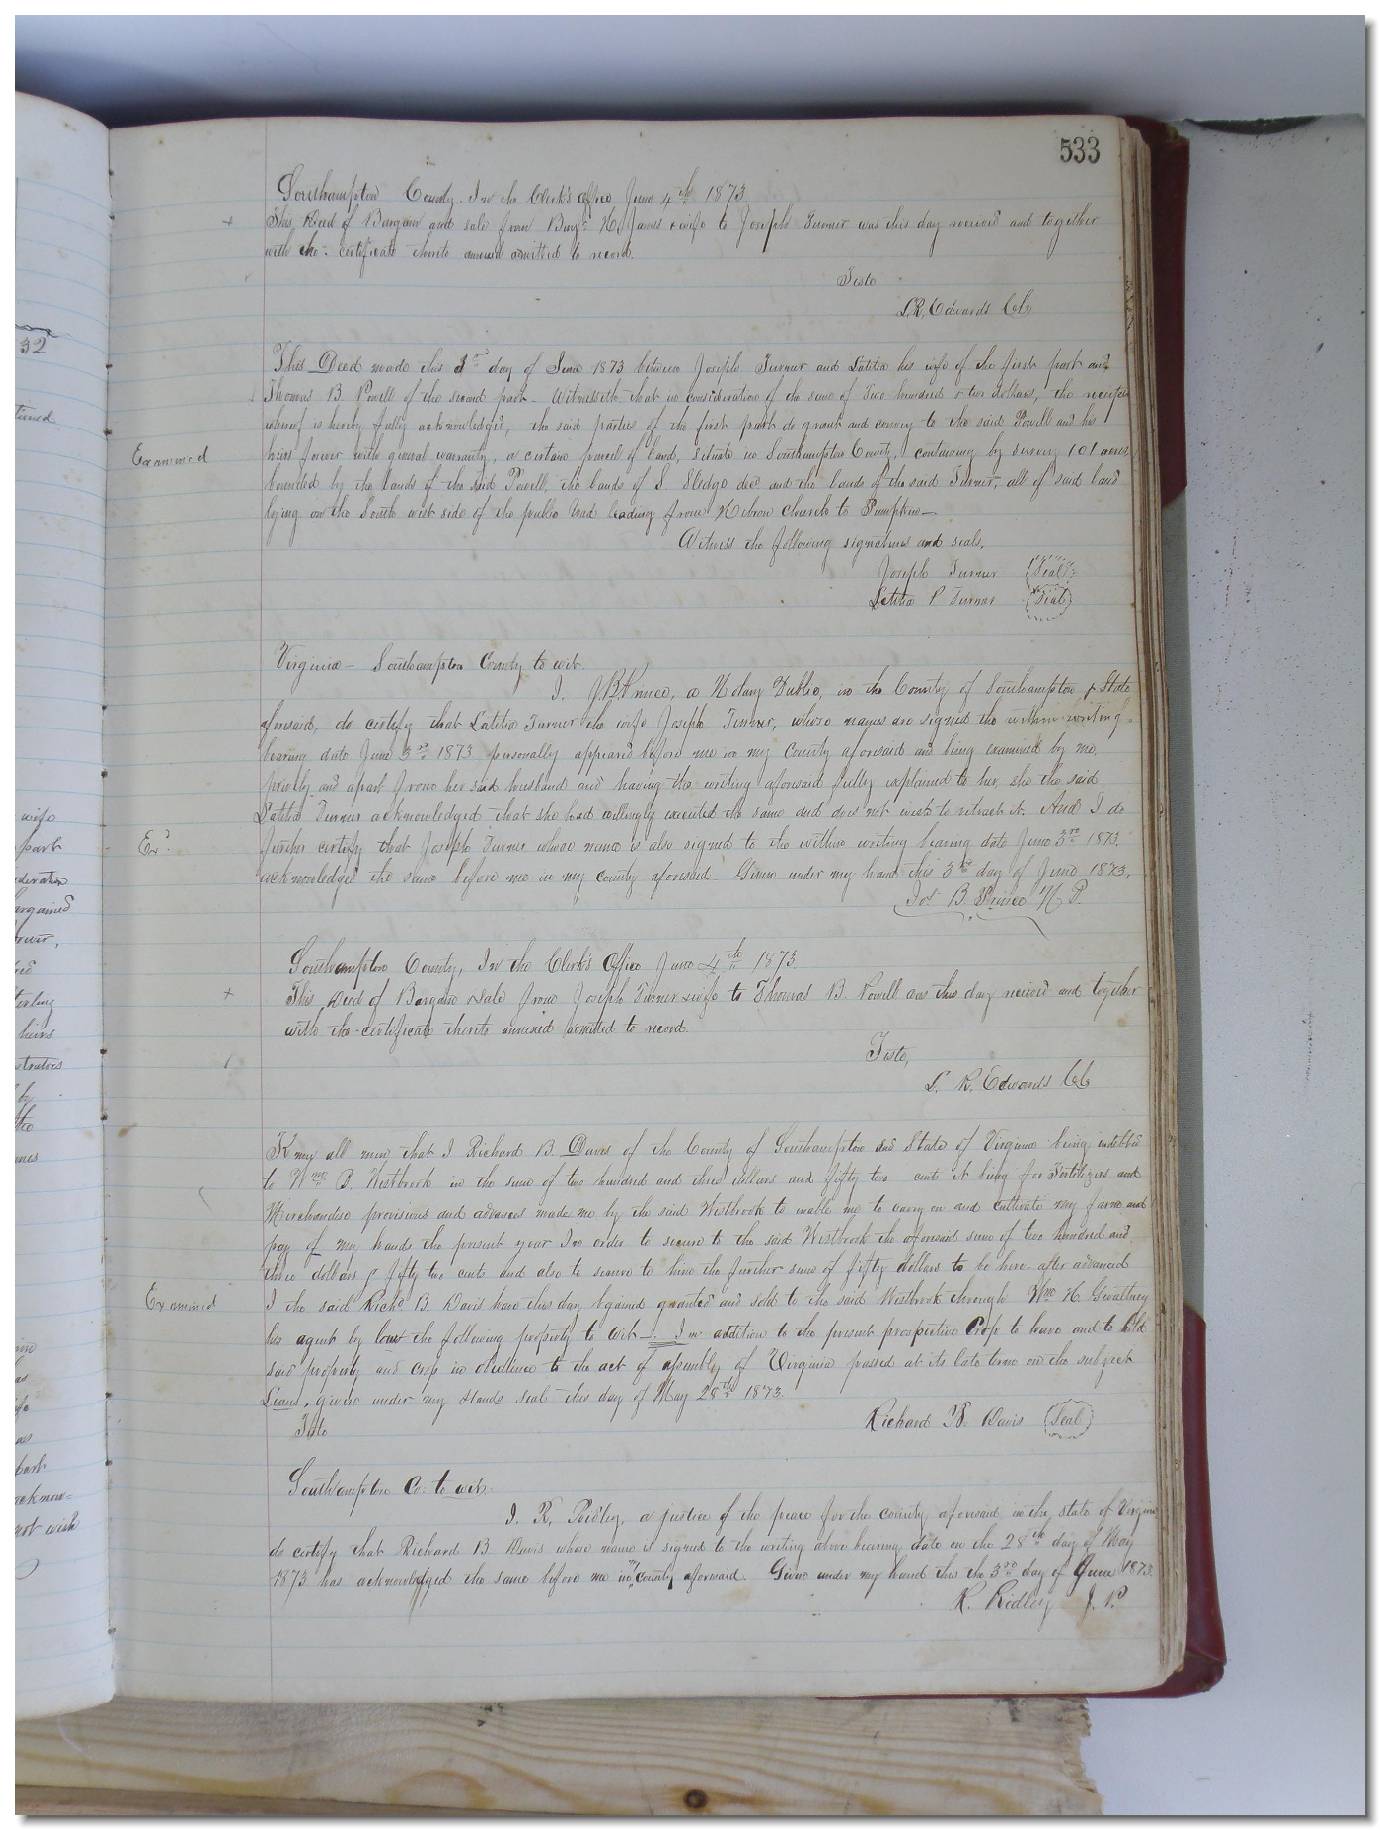 533
Southampton County. In the Clerk's office June 4th 1873
This Deed of Bargain and sale from Benjn H. James & wife to Joseph Turner was this day received and together
with the certificate thereto annexed admitted to record.
Teste
L.R. Edwards Clk
32
This Deed made this 3rd day of June 1873 between Joseph Turner and Letitia his wife of the first part and
Thomas B Powell of the second part - Witnesseth that in consideration of the sum of Two hundred & two dollars, the receipt
whereof is hereby fully acknowledged, the said parties of the first part do grant and convey to the said Powell and his
Examined
heirs forever with general warranty, a certain parcel of land, situate in Southampton County, containing by survey 101 acres,
bounded by the lands of the said Powell, the lands of S Sledge decd and the lands of the said Turner, all of said land
lying on the South west side of the public road leading from Hebron Church to
Witness the following signatures and seals.
Joseph Turner (Seal)
Letitia P Turner (Seal)
Virginia - Southampton County to wit.
I. J.B. Prince, a Notary Public, in the County of Southampton & State
aforesaid, do certify that Letitia Turner the wife Joseph Turner, whose names are signed the within writing
bearing date June 3rd 1873 personally appeared before me in my County aforesaid and being examined by me
privily and apart from her said husband and having the writing aforesaid fully explained to her, she the said
Letitia Turner acknowledged that she had willingly executed the same and does not wish to retract it. And I do
Exd
further certify that Joseph Turner whose name is also signed to the within writing bearing date June 3rd 1873.
acknowledged the same before me in my county aforesaid. Given under my hand this 3rd day of June 1873.
Jos B. Prince N P.
Southampton County, In the Clerk's Office June 4th 1873
This Deed of Bargain & Sale from Joseph Turner & wife to Thomas B. Powell was this day received and together
with the certificate thereto annexed admitted to record.
Teste,
L. R. Edwards Clk
Know all men that I Richard B. Davis of the County of Southampton and State of Virginia being indebted
to Wm B. Westbrook in the sum of two hundred and three dollars and fifty two cents it being for Fertilizers and
Merchandise provisions and advances made me by the said Westbrook to enable me to carry on and cultivate my farm and
pay of my hands the present year In order to secure to the said Westbrook the aforesaid sum of two hundred and
three dollars & fifty two cents and also to secure to him the further sum of fifty dollars to be here after advanced
Examined
I the said Richd B. Davis have this day granted and sold to the said Westbrook through Wm H. Gwaltney
his agent by law the following property to wit -: In addition to the present prospective Crop to have and to hold
said property and crop in obedience to the act of assembly of Virginia passed at its late term on the subject
Liens, given under my hand & seal this day of May 28th 1873.
Teste
Richard B. Davis (Seal)
Southampton Co: to wit.
I. R, Ridley, a justice of the peace for the county aforesaid in the state of Virginia
do certify that Richard B Davis whose name is signed to the writing above bearing date on the 28th day of May
1873 has acknowledged the same before me in my county aforesaid. Given under my hand this the 3rd day of June 1873.
R. Ridley J. P.